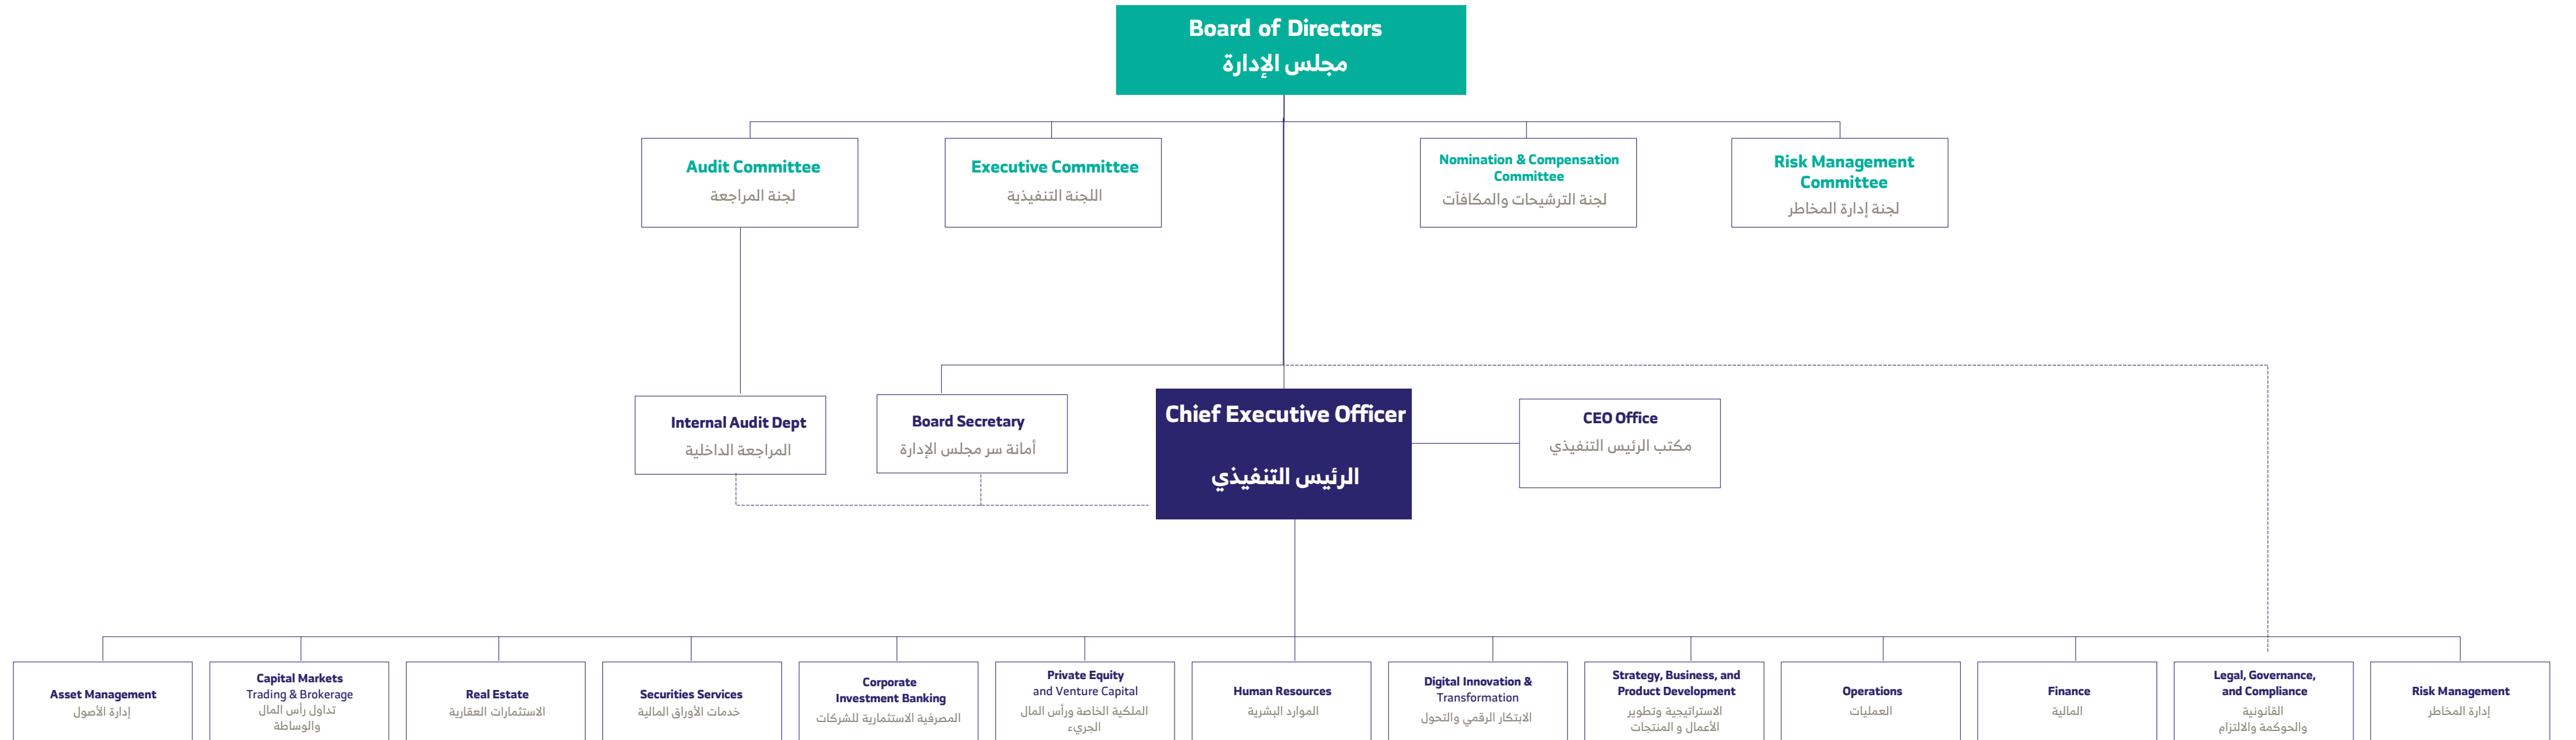 Board of Directors
مجلس الإدارة
Audit Committee
لجنة المراجعة
Executive Committee
اللجنة التنفيذية
Nomination & Compensation
Committee
لجنة الترشيحات والمكافآت
Risk Management
Committee
لجنة إدارة المخاطر
Internal Audit Dept
المراجعة الداخلية
Board Secretary
أمانة سر مجلس الإدارة
Chief Executive Officer
الرئيس التنفيذي
CEO Office
مكتب الرئيس التنفيذي
Asset Management
إدارة الأصول
Capital Markets
Trading & Brokerage
تداول رأس المال
والوساطة
Real Estate
الاستثمارات العقارية
Securities Services
خدمات الأوراق المالية
Corporate
Investment Banking
المصرفية الاستثمارية للشركات
Private Equity
and Venture Capital
الملكية الخاصة ورأس المال
الجريء
Human Resources
الموارد البشرية
Digital Innovation &
Transformation
الابتكار الرقمي والتحول
Strategy, Business, and
Product Development
الاستراتيجية وتطوير
الأعمال و المنتجات
Operations
العمليات
Finance
المالية
Legal, Governance,
and Compliance
القانونية
والحوكمة والالتزام
Risk Management
إدارة المخاطر